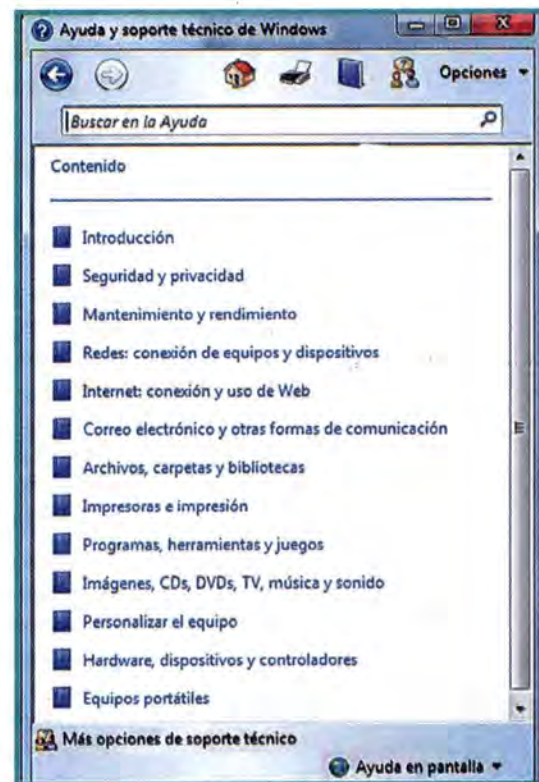 Ayuda y soporte técnico de Windows
Opciones
Buscar en la Ayuda
Contenido
Introducción
Seguridad y privacidad
Mantenimiento y rendimiento
Redes: conexión de equipos y dispositivos
Internet: conexión y uso de Web
Correo electrónico y otras formas de comunicación
Archivos, carpetas y bibliotecas
Impresoras e impresión
Programas, herramientas y juegos
Imágenes, CDs, DVDs, TV, música y sonido
Personalizar el equipo
Hardware, dispositivos y controladores
Equipos portátiles
Más opciones de soporte técnico
Ayuda en pantalla